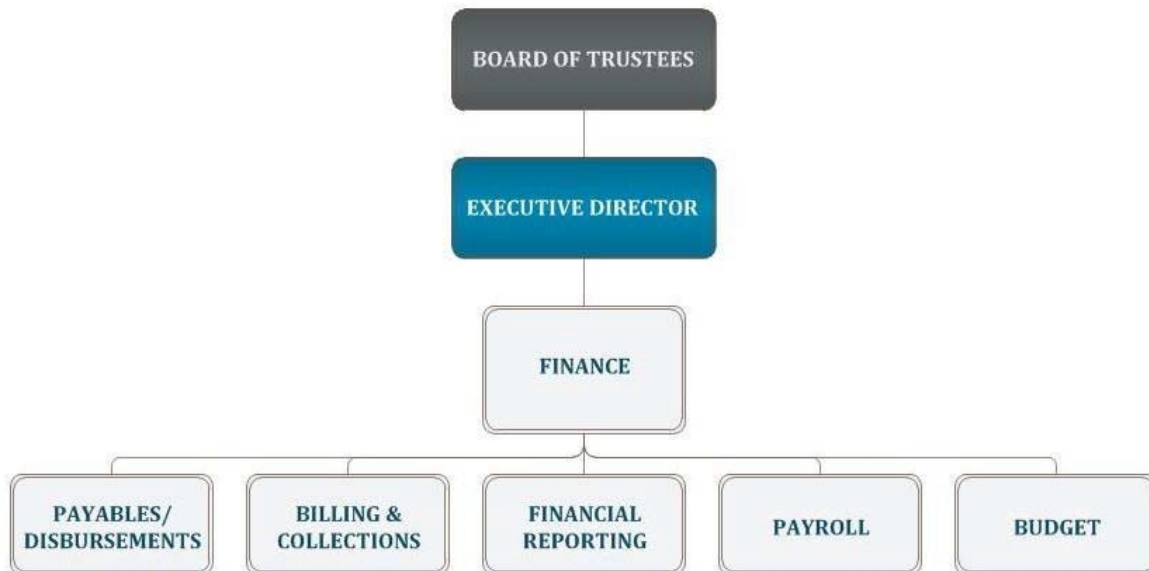 BOARD OF TRUSTEES
EXECUTIVE DIRECTOR
FINANCE
PAYABLES/
DISBURSEMENTS
BILLING &
COLLECTIONS
FINANCIAL
REPORTING
PAYROLL
BUDGET